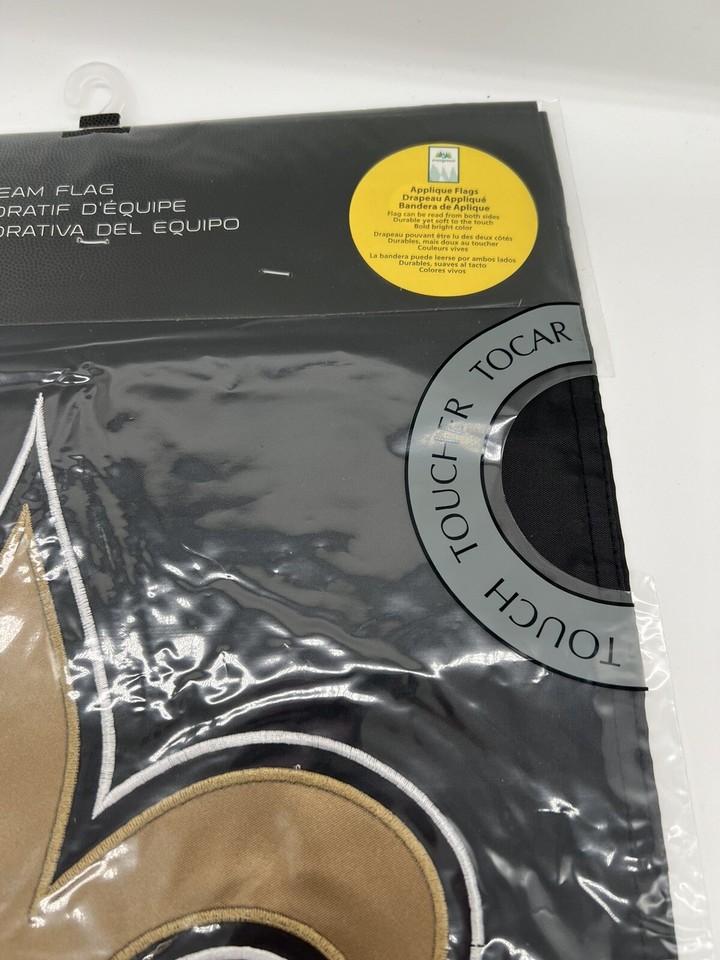 EAM FLAG
ORATIF D'ÉQUIPE
ORATIVA DEL EQUIPO
evergreen
Applique Flags
Drapeau Appliqué
Bandera de Aplique
Flag can be read from both sides
Durable yet soft to the touch
Bold bright color
Drapeau pouvant être lu des deux côtés
Durables, mais doux au toucher
Couleurs vives
La bandera puede leerse por ambos lados
Durables, suaves al tacto
Colores vivos
TOUCH TOUCHER TOCAR